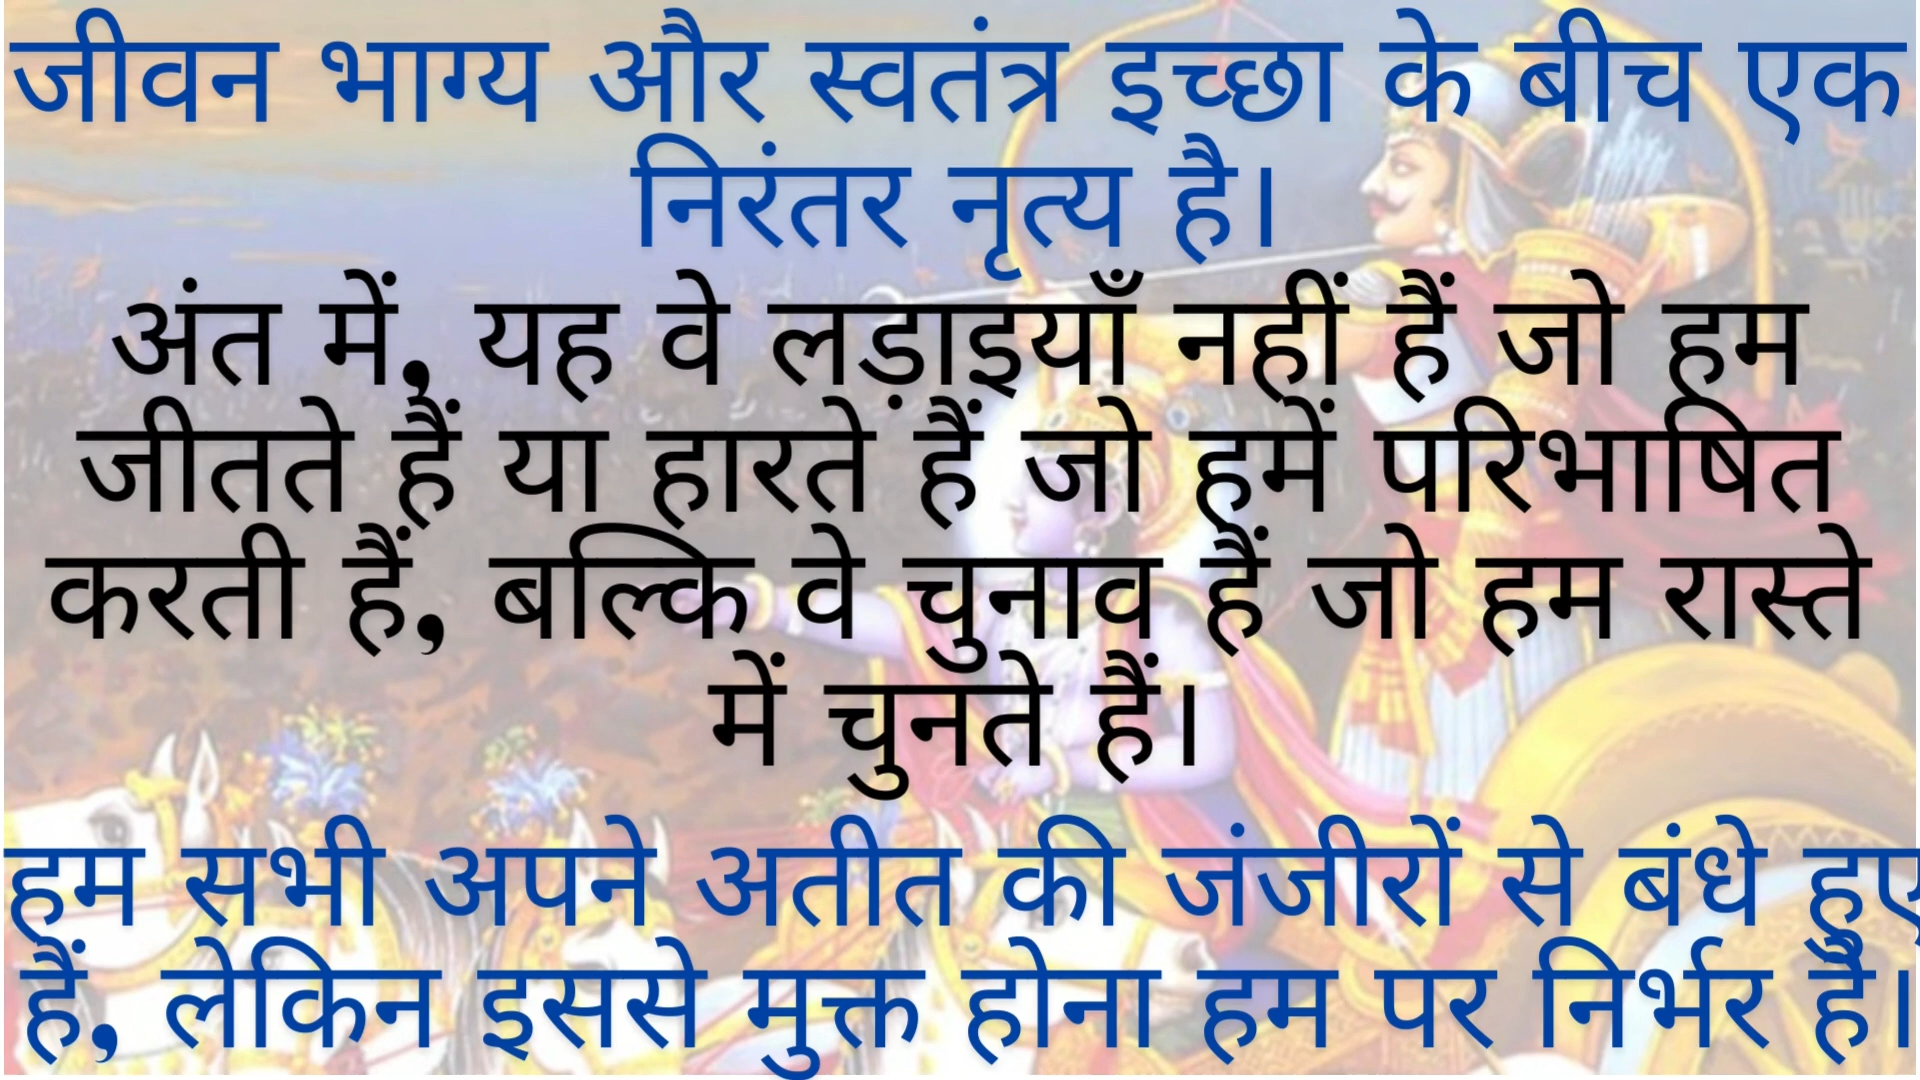 जीवन भाग्य और स्वतंत्र इच्छा के बीच एक
निरंतर नृत्य है।
अंत में, यह वे लड़ाइयाँ नहीं हैं जो हम
जीतते हैं या हारते हैं जो हमें परिभाषित
करती हैं, बल्कि वे चुनाव हैं जो हम रास्ते
में चुनते हैं।
हम सभी अपने अतीत की जंजीरों से बंधे हुए
हैं, लेकिन इससे मुक्त होना हम पर निर्भर है।